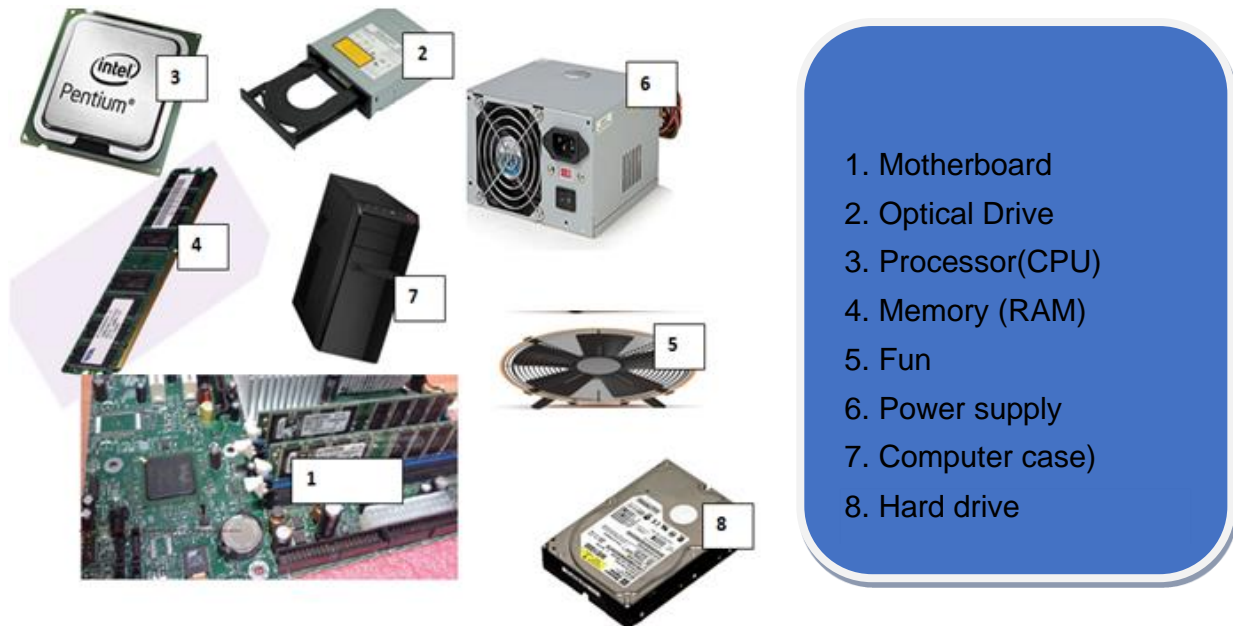 intel
Pentium®
3
2
6
4
7
5
1
8
1. Motherboard
2. Optical Drive
3. Processor(CPU)
4. Memory (RAM)
5. Fun
6. Power supply
7. Computer case)
8. Hard drive